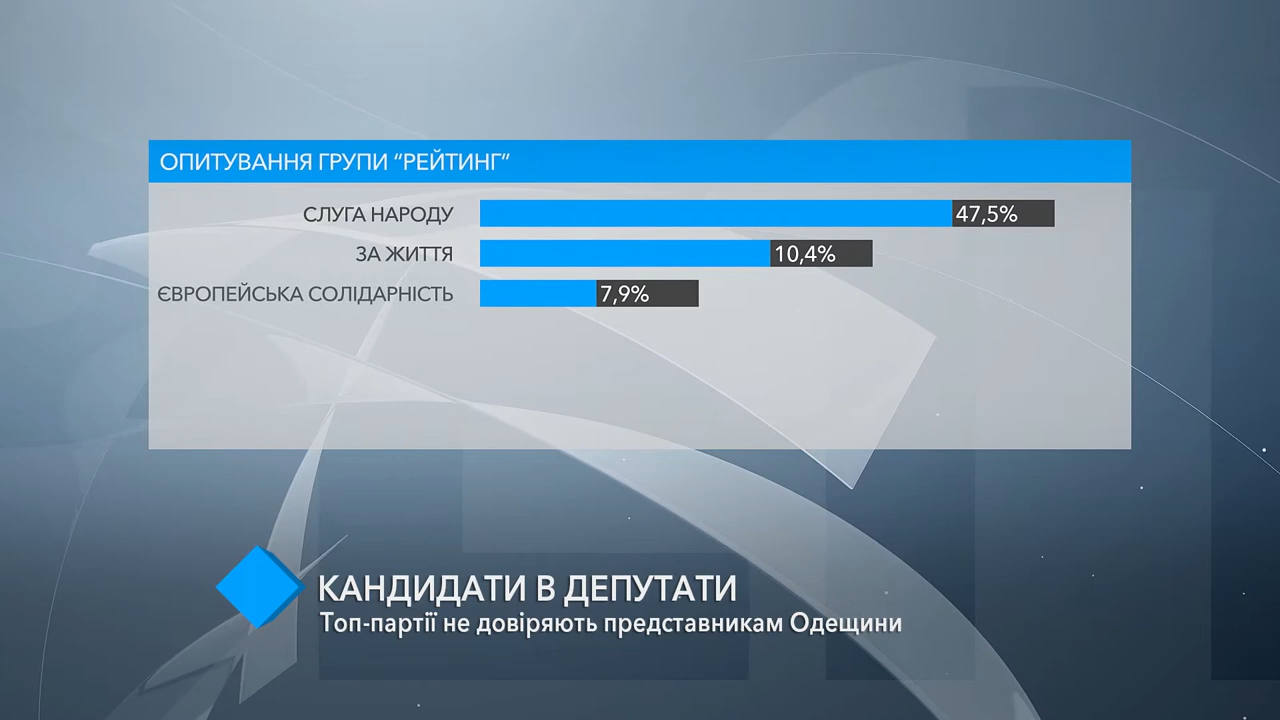 ОПИТУВАННЯ ГРУПИ “РЕЙТИНГ”
СЛУГА НАРОДУ 47,5%
ЗА ЖИТТЯ 10,4%
ЄВРОПЕЙСЬКА СОЛІДАРНІСТЬ 7,9%
КАНДИДАТИ В ДЕПУТАТИ
Топ-партії не довіряють представникам Одещини